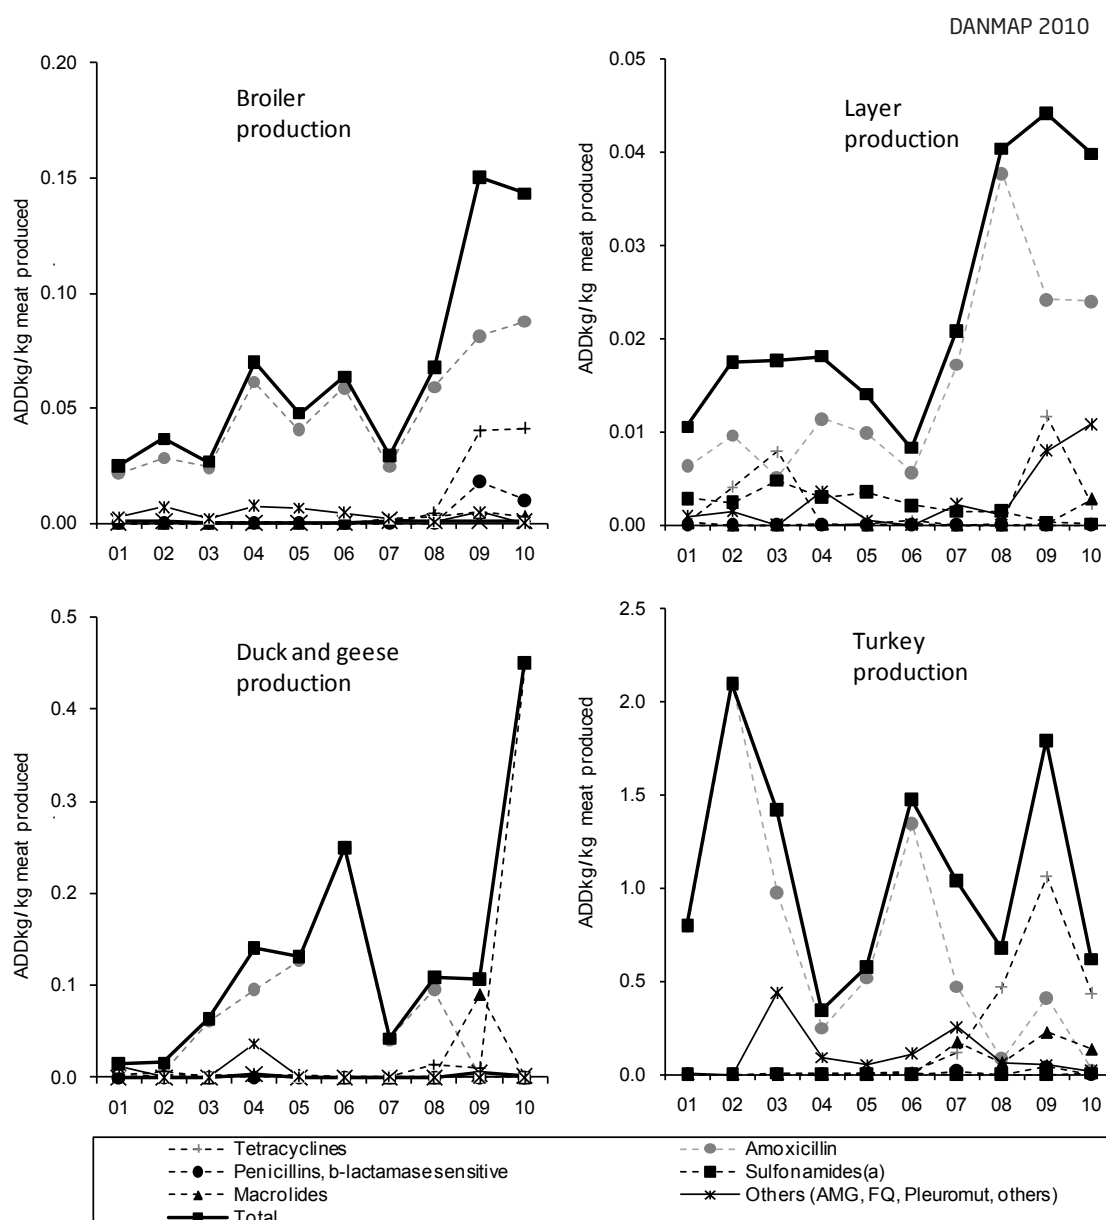 DANMAP 2010
0.20
0.15
0.10
0.05
0.00
ADDkg/kg meat produced
Broiler
production
01 02 03 04 05 06 07 08 09 10
0.05
0.04
0.03
0.02
0.01
0.00
ADDkg/kg meat produced
Layer
production
01 02 03 04 05 06 07 08 09 10
0.5
0.4
0.3
0.2
0.1
0.0
ADDkg/kg meat produced
Duck and geese
production
01 02 03 04 05 06 07 08 09 10
2.5
2.0
1.5
1.0
0.5
0.0
ADDkg/kg meat produced
Turkey
production
01 02 03 04 05 06 07 08 09 10
Tetracyclines
Amoxicillin
Penicillins, b-lactamase sensitive
Sulfonamides(a)
Macrolides
Others (AMG, FQ, Pleuromut, others)
Total